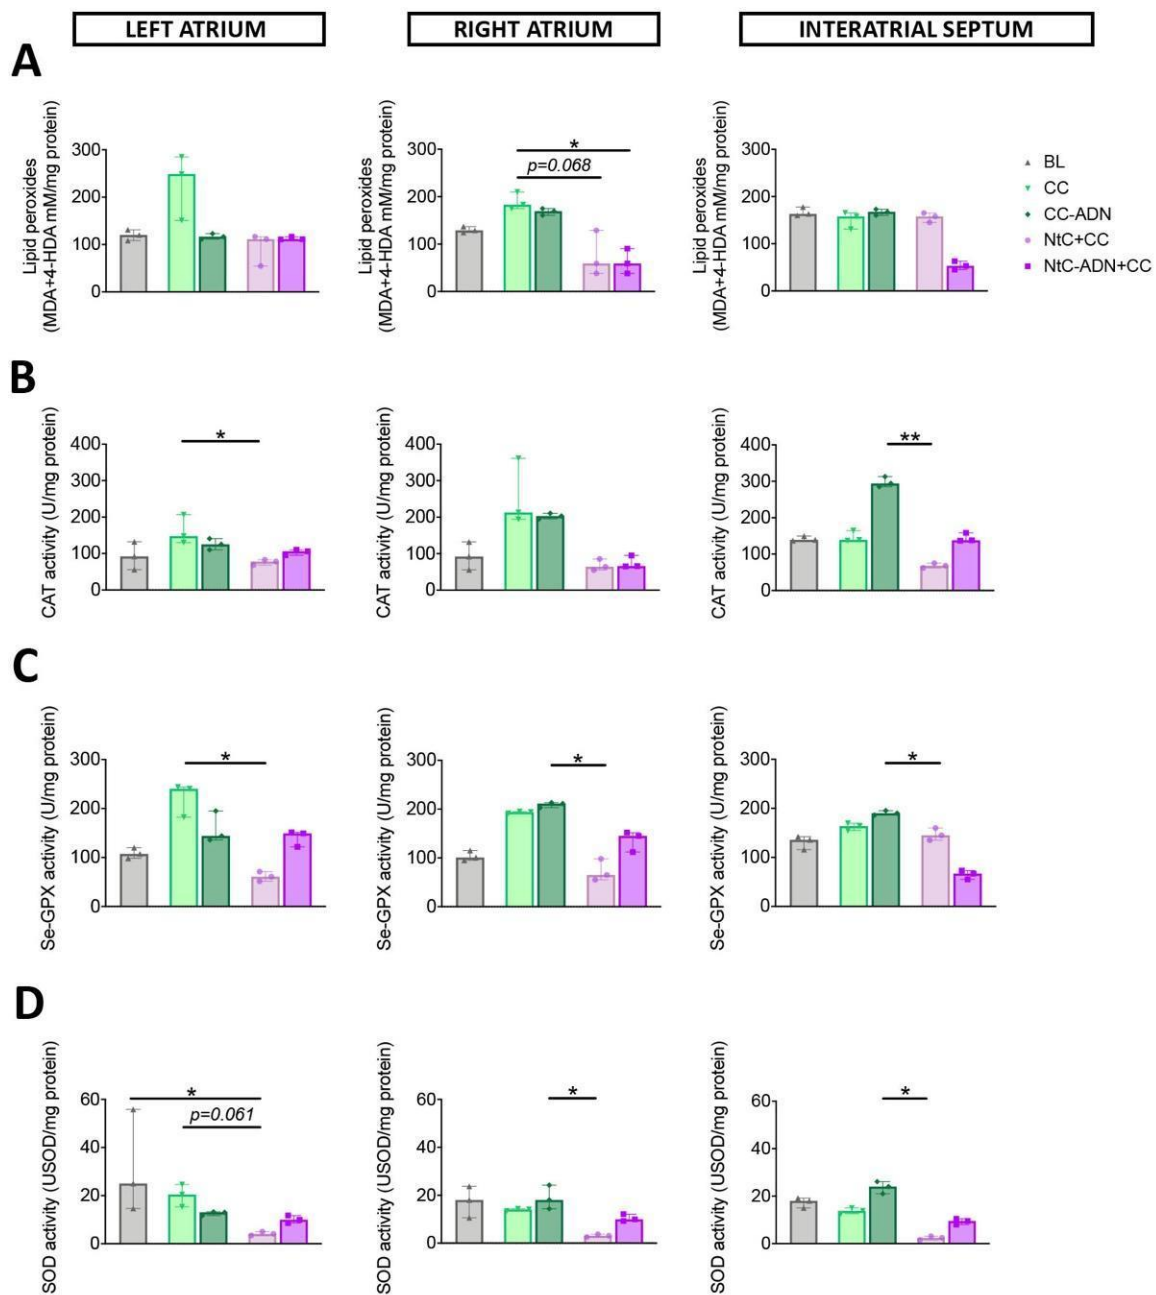 LEFT ATRIUM
RIGHT ATRIUM
INTERATRIAL SEPTUM
A
Lipid peroxides
(MDA+4-HDA mM/mg protein)
300
200
100
0
Lipid peroxides
(MDA+4-HDA mM/mg protein)
300
200
100
0
*
p=0.068
Lipid peroxides
(MDA+4-HDA mM/mg protein)
300
200
100
0
BL
CC
CC-ADN
NtC+CC
NtC-ADN+CC
B
CAT activity (U/mg protein)
400
300
200
100
0
*
CAT activity (U/mg protein)
400
300
200
100
0
CAT activity (U/mg protein)
400
300
200
100
0
**
C
Se-GPX activity (U/mg protein)
300
200
100
0
*
Se-GPX activity (U/mg protein)
300
200
100
0
*
Se-GPX activity (U/mg protein)
300
200
100
0
*
D
SOD activity (USOD/mg protein)
60
40
20
0
*
p=0.061
SOD activity (USOD/mg protein)
60
40
20
0
*
SOD activity (USOD/mg protein)
60
40
20
0
*